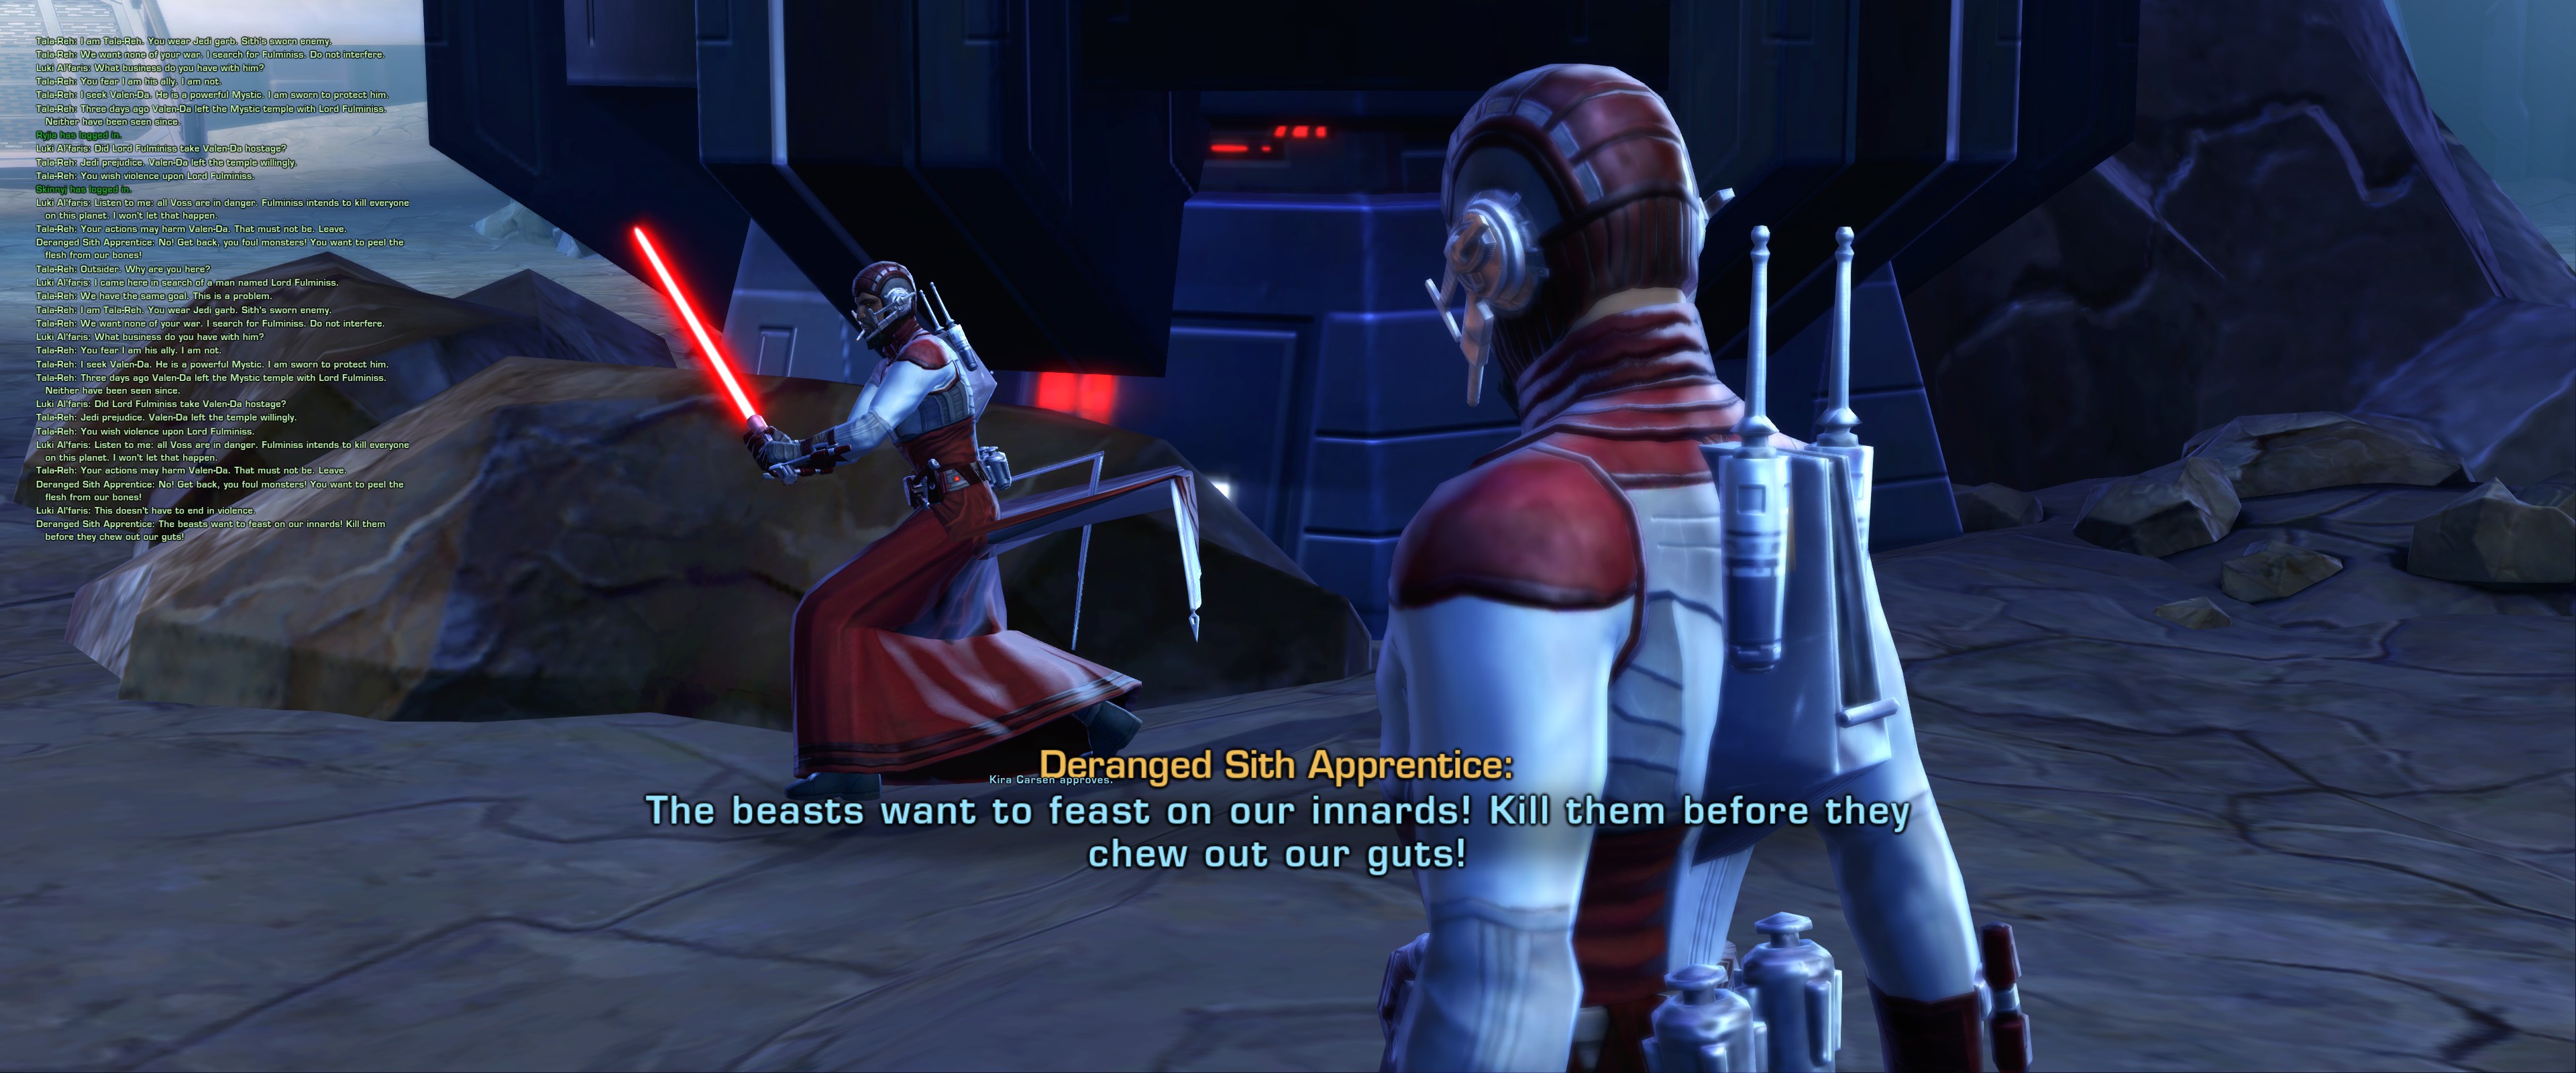 Tala-Reh: I am Tala-Reh. You wear Jedi garb. Sith's sworn enemy.
Tala-Reh: We want none of your war. I search for Fulminiss. Do not interfere.
Luki Al'faris: What business do you have with him?
Tala-Reh: You fear I am his ally. I am not.
Tala-Reh: I seek Valen-Da. He is a powerful Mystic. I am sworn to protect him.
Tala-Reh: Three days ago Valen-Da left the Mystic temple with Lord Fulminiss.
Neither have been seen since.
Ryjia has logged in.
Luki Al'faris: Did Lord Fulminiss take Valen-Da hostage?
Tala-Reh: Jedi prejudice. Valen-Da left the temple willingly.
Tala-Reh: You wish violence upon Lord Fulminiss.
Skinnyj has logged in.
Luki Al'faris: Listen to me: all Voss are in danger. Fulminiss intends to kill everyone
on this planet. I won't let that happen.
Tala-Reh: Your actions may harm Valen-Da. That must not be. Leave.
Deranged Sith Apprentice: No! Get back, you foul monsters! You want to peel the
flesh from our bones!
Tala-Reh: Outsider. Why are you here?
Luki Al'faris: I came here in search of a man named Lord Fulminiss.
Tala-Reh: We have the same goal. This is a problem.
Tala-Reh: I am Tala-Reh. You wear Jedi garb. Sith's sworn enemy.
Tala-Reh: We want none of your war. I search for Fulminiss. Do not interfere.
Luki Al'faris: What business do you have with him?
Tala-Reh: You fear I am his ally. I am not.
Tala-Reh: I seek Valen-Da. He is a powerful Mystic. I am sworn to protect him.
Tala-Reh: Three days ago Valen-Da left the Mystic temple with Lord Fulminiss.
Neither have been seen since.
Luki Al'faris: Did Lord Fulminiss take Valen-Da hostage?
Tala-Reh: Jedi prejudice. Valen-Da left the temple willingly.
Tala-Reh: You wish violence upon Lord Fulminiss.
Luki Al'faris: Listen to me: all Voss are in danger. Fulminiss intends to kill everyone
on this planet. I won't let that happen.
Tala-Reh: Your actions may harm Valen-Da. That must not be. Leave.
Deranged Sith Apprentice: No! Get back, you foul monsters! You want to peel the
flesh from our bones!
Luki Al'faris: This doesn't have to end in violence.
Deranged Sith Apprentice: The beasts want to feast on our innards! Kill them
before they chew out our guts!
Deranged Sith Apprentice:
Kira Carsen approves.
The beasts want to feast on our innards! Kill them before they
chew out our guts!